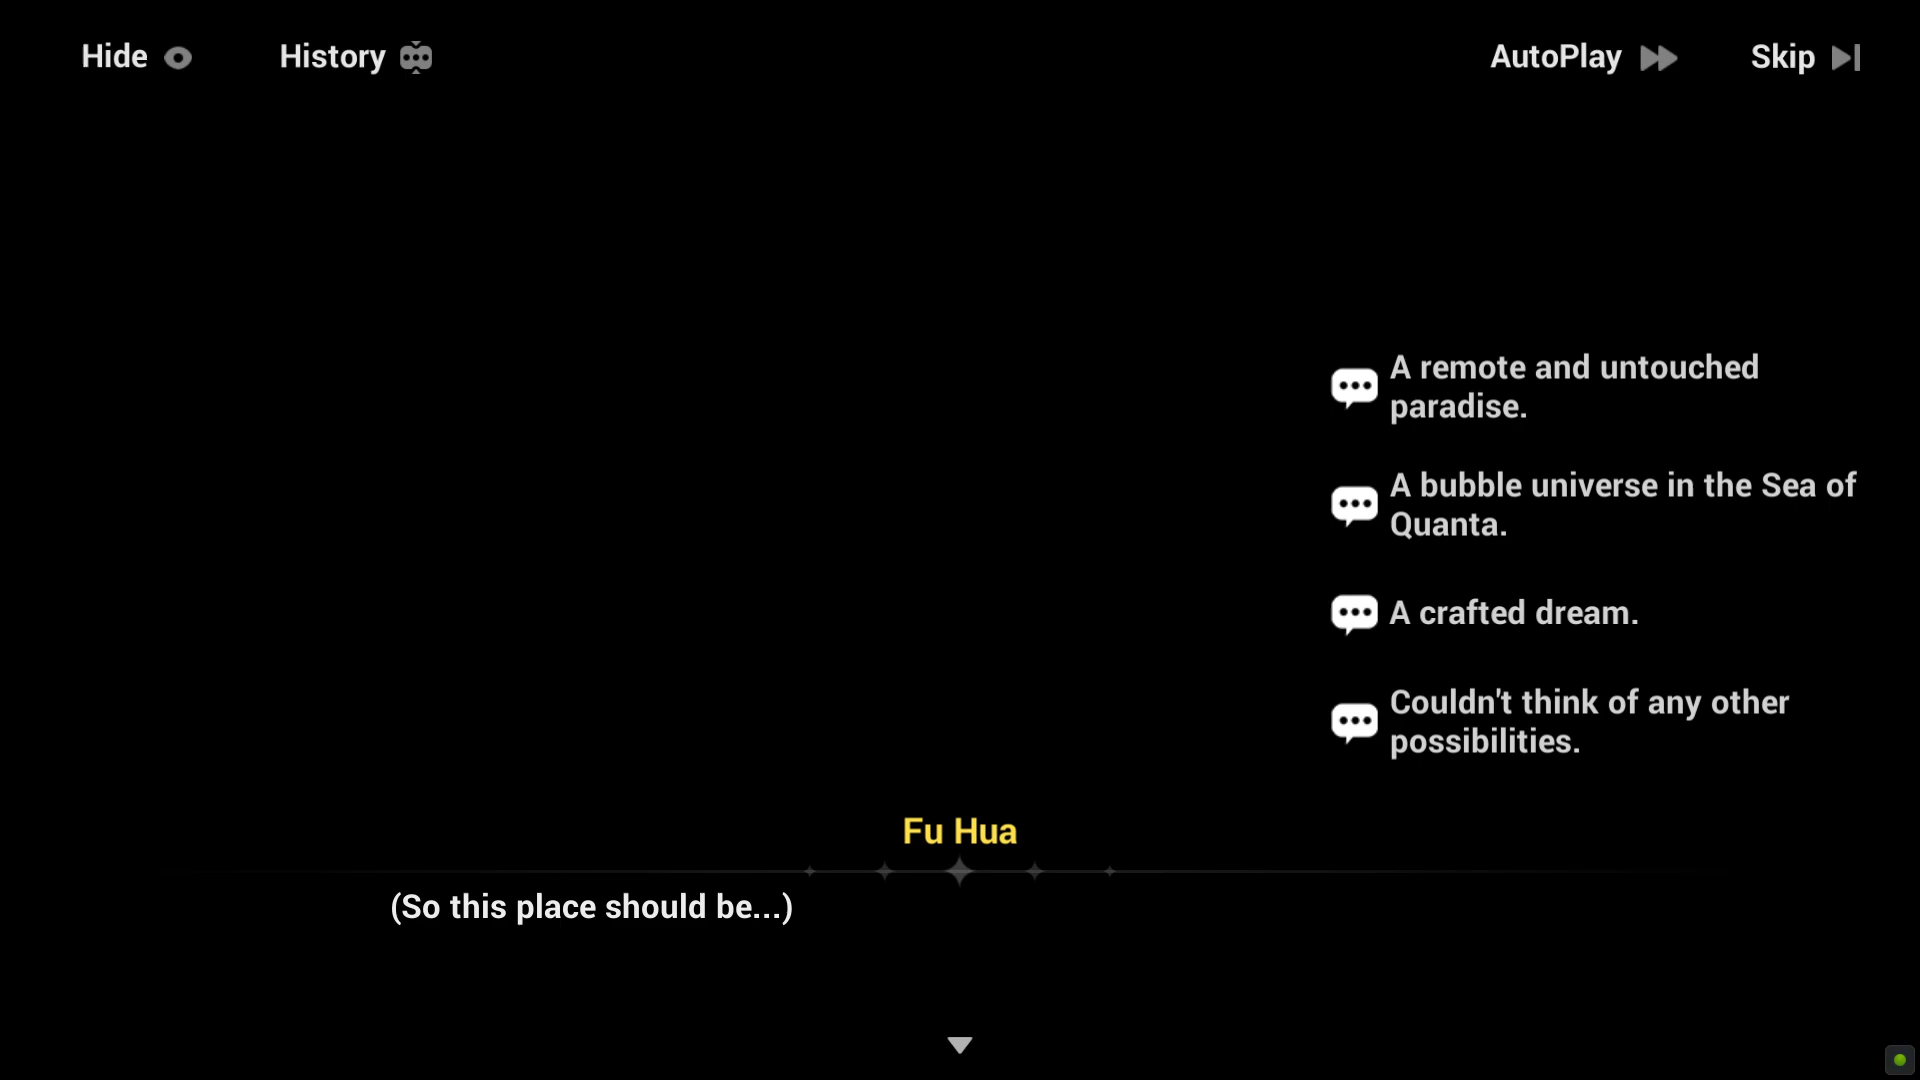 Hide
History
AutoPlay
Skip
A remote and untouched
paradise.
A bubble universe in the Sea of
Quanta.
A crafted dream.
Couldn't think of any other
possibilities.
Fu Hua
(So this place should be...)